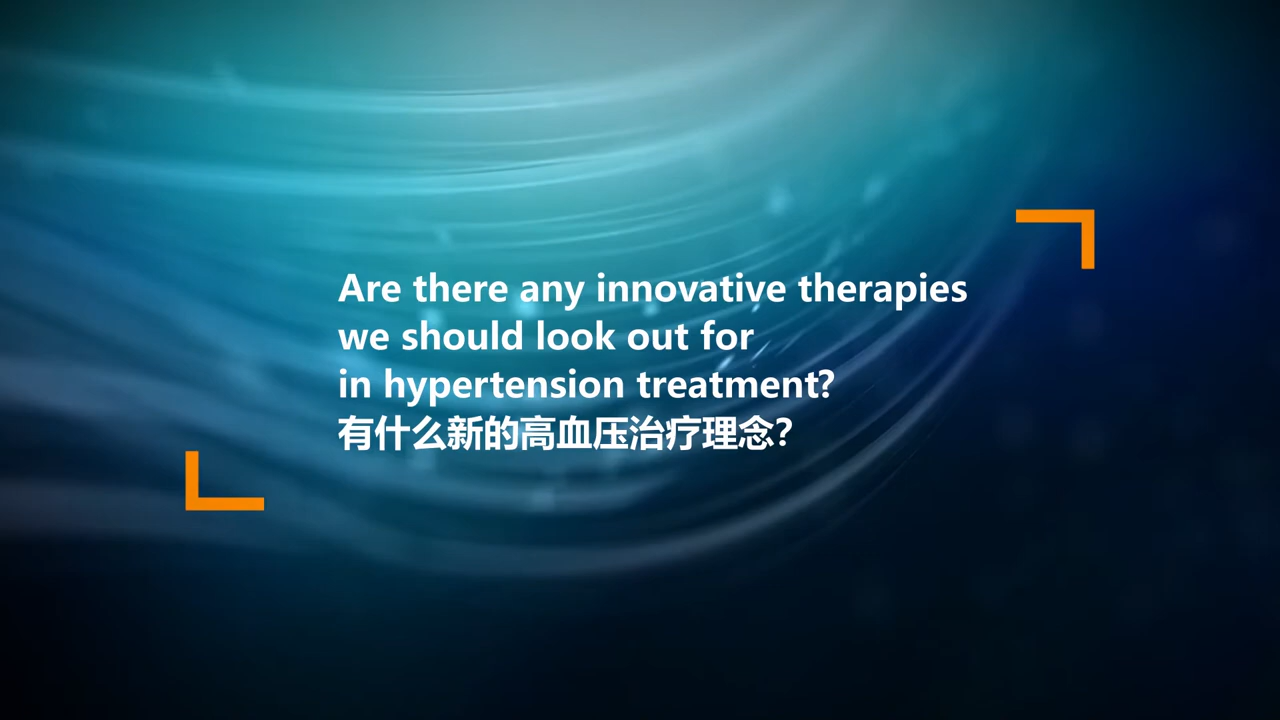 Are there any innovative therapies
we should look out for
in hypertension treatment?
有什么新的高血压治疗理念?